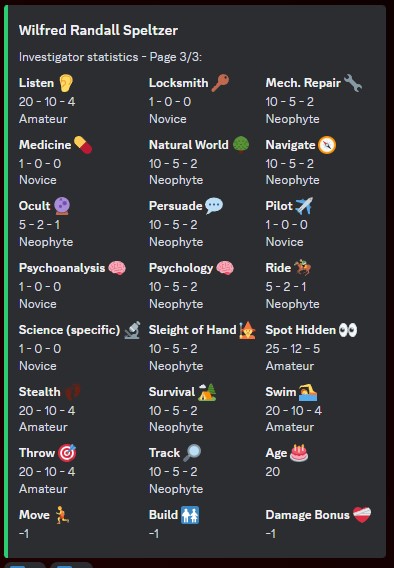 Wilfred Randall Speltzer
Investigator statistics - Page 3/3:
Listen 👂 Locksmith 🔑 Mech. Repair 🔧
20 - 10 - 4 1 - 0 - 0 10 - 5 - 2
Amateur Novice Neophyte
Medicine 💊 Natural World 🌳 Navigate 🧭
1 - 0 - 0 10 - 5 - 2 10 - 5 - 2
Novice Neophyte Neophyte
Occult 🔮 Persuade 💬 Pilot ✈️
5 - 2 - 1 10 - 5 - 2 1 - 0 - 0
Neophyte Neophyte Novice
Psychoanalysis 🧠 Psychology 🧠 Ride 🏇
1 - 0 - 0 10 - 5 - 2 5 - 2 - 1
Novice Neophyte Neophyte
Science (specific) 🔬 Sleight of Hand 🧙 Spot Hidden 👀
1 - 0 - 0 10 - 5 - 2 25 - 12 - 5
Novice Neophyte Amateur
Stealth 👣 Survival 🏕️ Swim 🏊
20 - 10 - 4 10 - 5 - 2 20 - 10 - 4
Amateur Neophyte Amateur
Throw 🎯 Track 🔎 Age 🎂
20 - 10 - 4 10 - 5 - 2 20
Amateur Neophyte
Move 🏃 Build 🚻 Damage Bonus ❤️‍🩹
-1 -1 -1